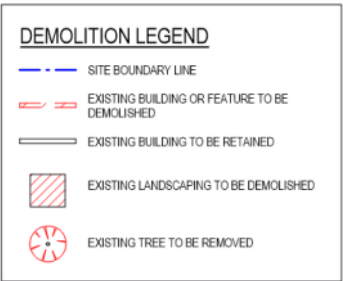 DEMOLITION LEGEND
SITE BOUNDARY LINE
EXISTING BUILDING OR FEATURE TO BE
DEMOLISHED
EXISTING BUILDING TO BE RETAINED
EXISTING LANDSCAPING TO BE DEMOLISHED
EXISTING TREE TO BE REMOVED